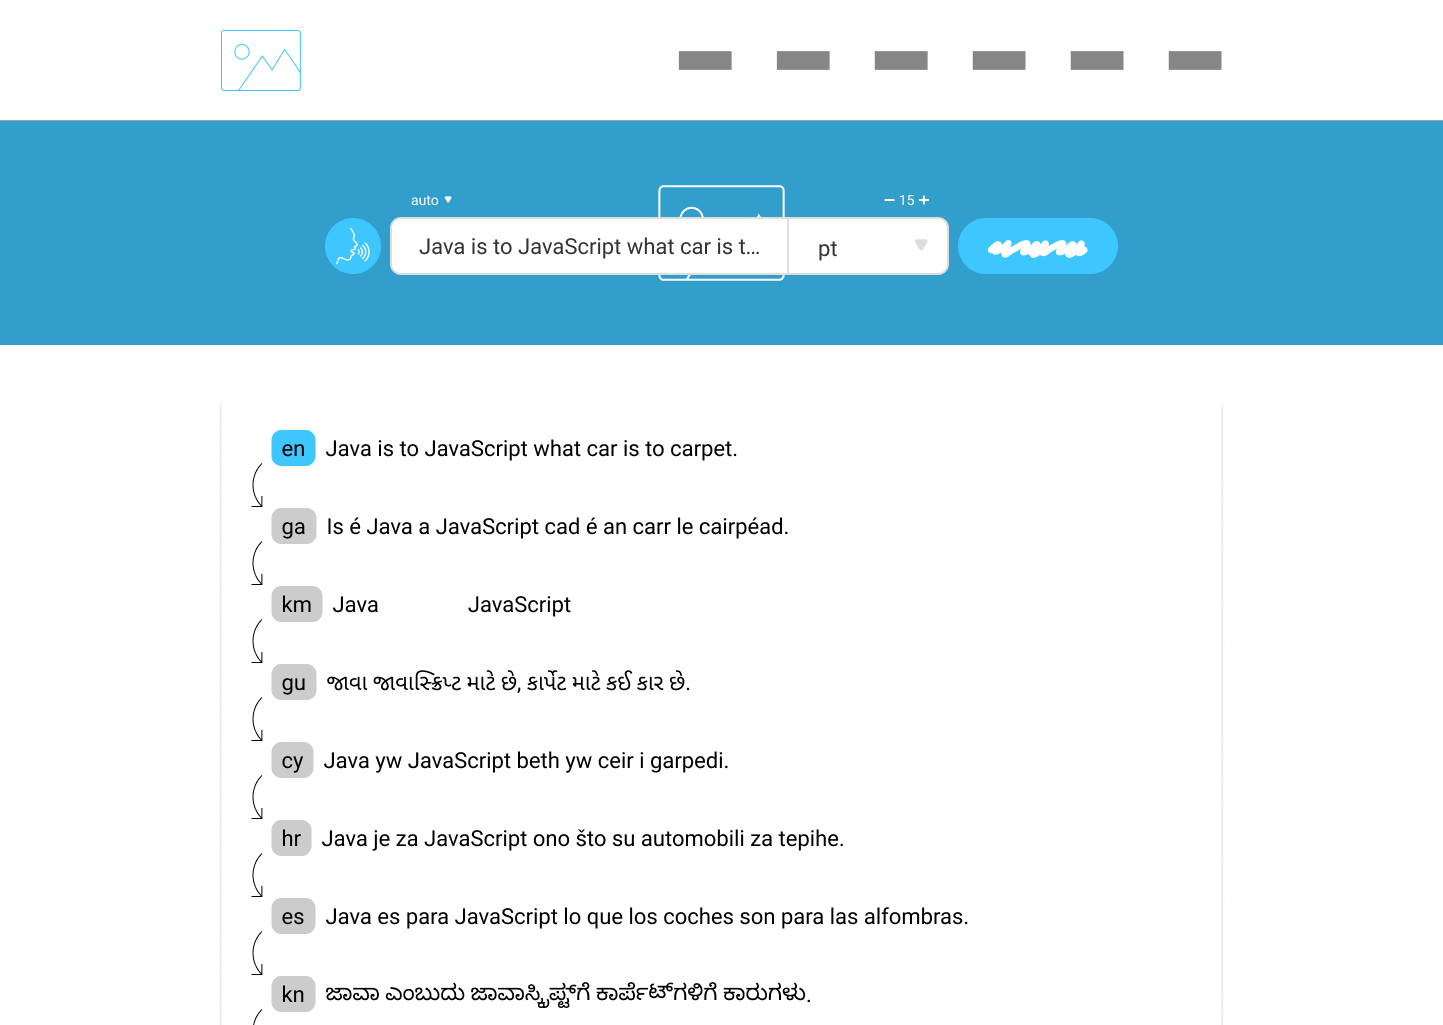 auto
15
Java is to JavaScript what car is t...
pt
en Java is to JavaScript what car is to carpet.
ga Is é Java a JavaScript cad é an carr le cairpéad.
km Java JavaScript
gu જાવા જાવાસ્ક્રિપ્ટ માટે છે, કાર્પેટ માટે કઈ કાર છે.
cy Java yw JavaScript beth yw ceir i garpedi.
hr Java je za JavaScript ono što su automobili za tepihe.
es Java es para JavaScript lo que los coches son para las alfombras.
kn ಜಾವಾ ಎಂಬುದು ಜಾವಾಸ್ಕ್ರಿಪ್ಟ್‌ಗೆ ಕಾರ್ಪೆಟ್‌ಗಳಿಗೆ ಕಾರುಗಳು.